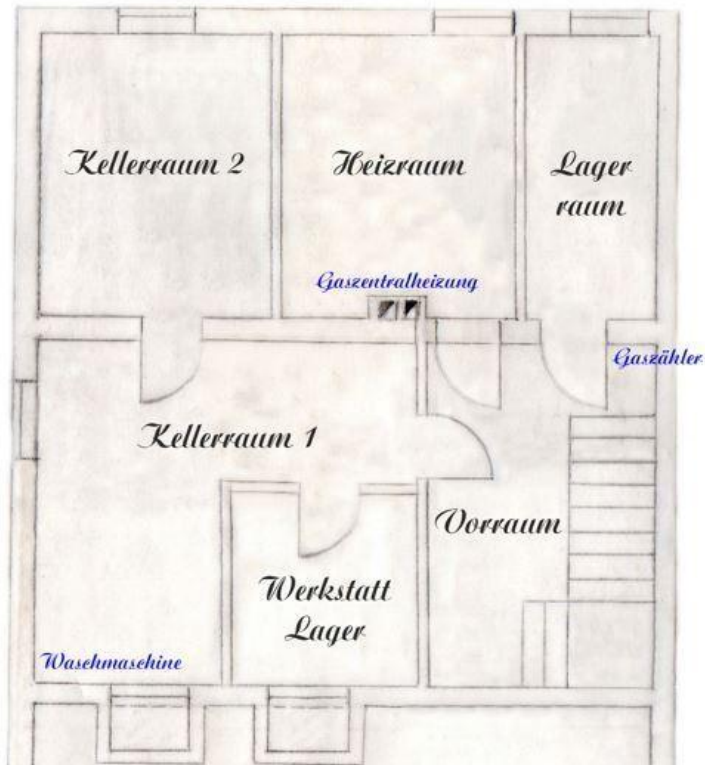 Kellerraum 2
Heizraum
Lager
raum
Gaszentralheizung
Gaszähler
Kellerraum 1
Vorraum
Werkstatt
Lager
Waschmaschine